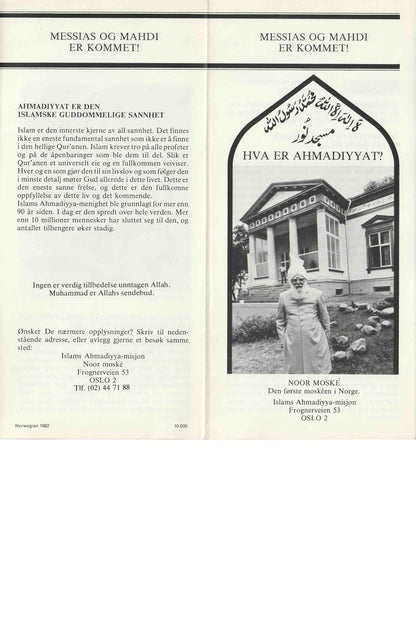 MESSIAS OG MAHDI
ER KOMMET!
AHMADIYYAT ER DEN
ISLAMSKE GUDDOMMELIGE SANNHET
Islam er den innerste kjerne av all sannhet. Det finnes
ikke en eneste fundamental sannhet som ikke er å finne
i den hellige Qur'anen. Islam krever tro på alle profeter
og på de åpenbaringer som ble dem til del. Slik er
Qur'anen et universelt eie og en fullkommen veiviser.
Hver og en som gjør den til sin livslov og som følger den
i minste detalj møter Gud allerede i dette livet. Dette er
den eneste sanne frelse, og dette er den fullkomne
oppfyllelse av dette liv og det kommende.
Islams Ahmadiyya-menighet ble grunnlagt for mer enn
90 år siden. I dag er den spredt over hele verden. Mer
enn 10 millioner mennesker har sluttet seg til den, og
antallet tilhengere øker stadig.
Ingen er verdig tillbedelse unntagen Allah.
Muhammad er Allahs sendebud.
Ønsker De nærmere opplysninger? Skriv til neden-
stående adresse, eller avlegg gjerne et besøk samme
sted:
Islams Ahmadiyya-misjon
Noor moské
Frognerveien 53
OSLO 2
Tlf. (02) 44 71 88
Norwegian 1982
10.000
MESSIAS OG MAHDI
ER KOMMET!
لا إله إلا الله محمد رسول الله
مسجد نور
HVA ER AHMADIYYAT?
NOOR MOSKÉ
Den første moskéen i Norge.
Islams Ahmadiyya-misjon
Frognerveien 53
OSLO 2